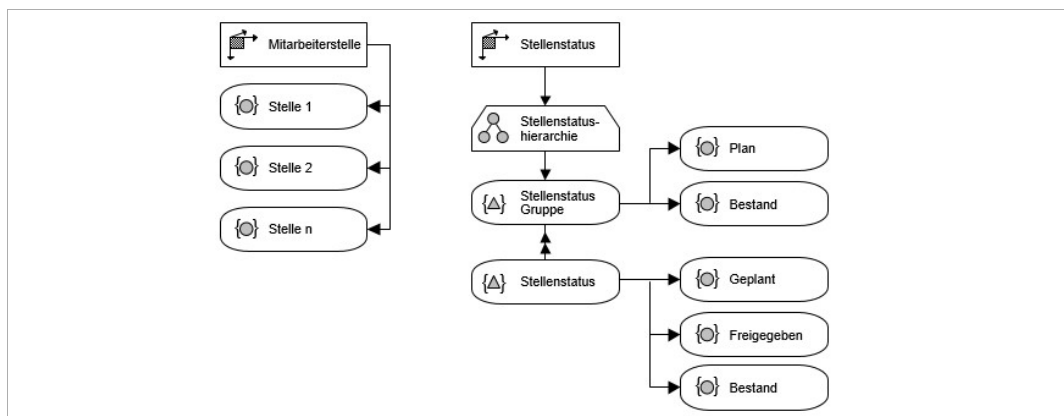 Mitarbeiterstelle
Stelle 1
Stelle 2
Stelle n
Stellenstatus
Stellenstatus-
hierarchie
Stellenstatus
Gruppe
Plan
Bestand
Stellenstatus
Geplant
Freigegeben
Bestand